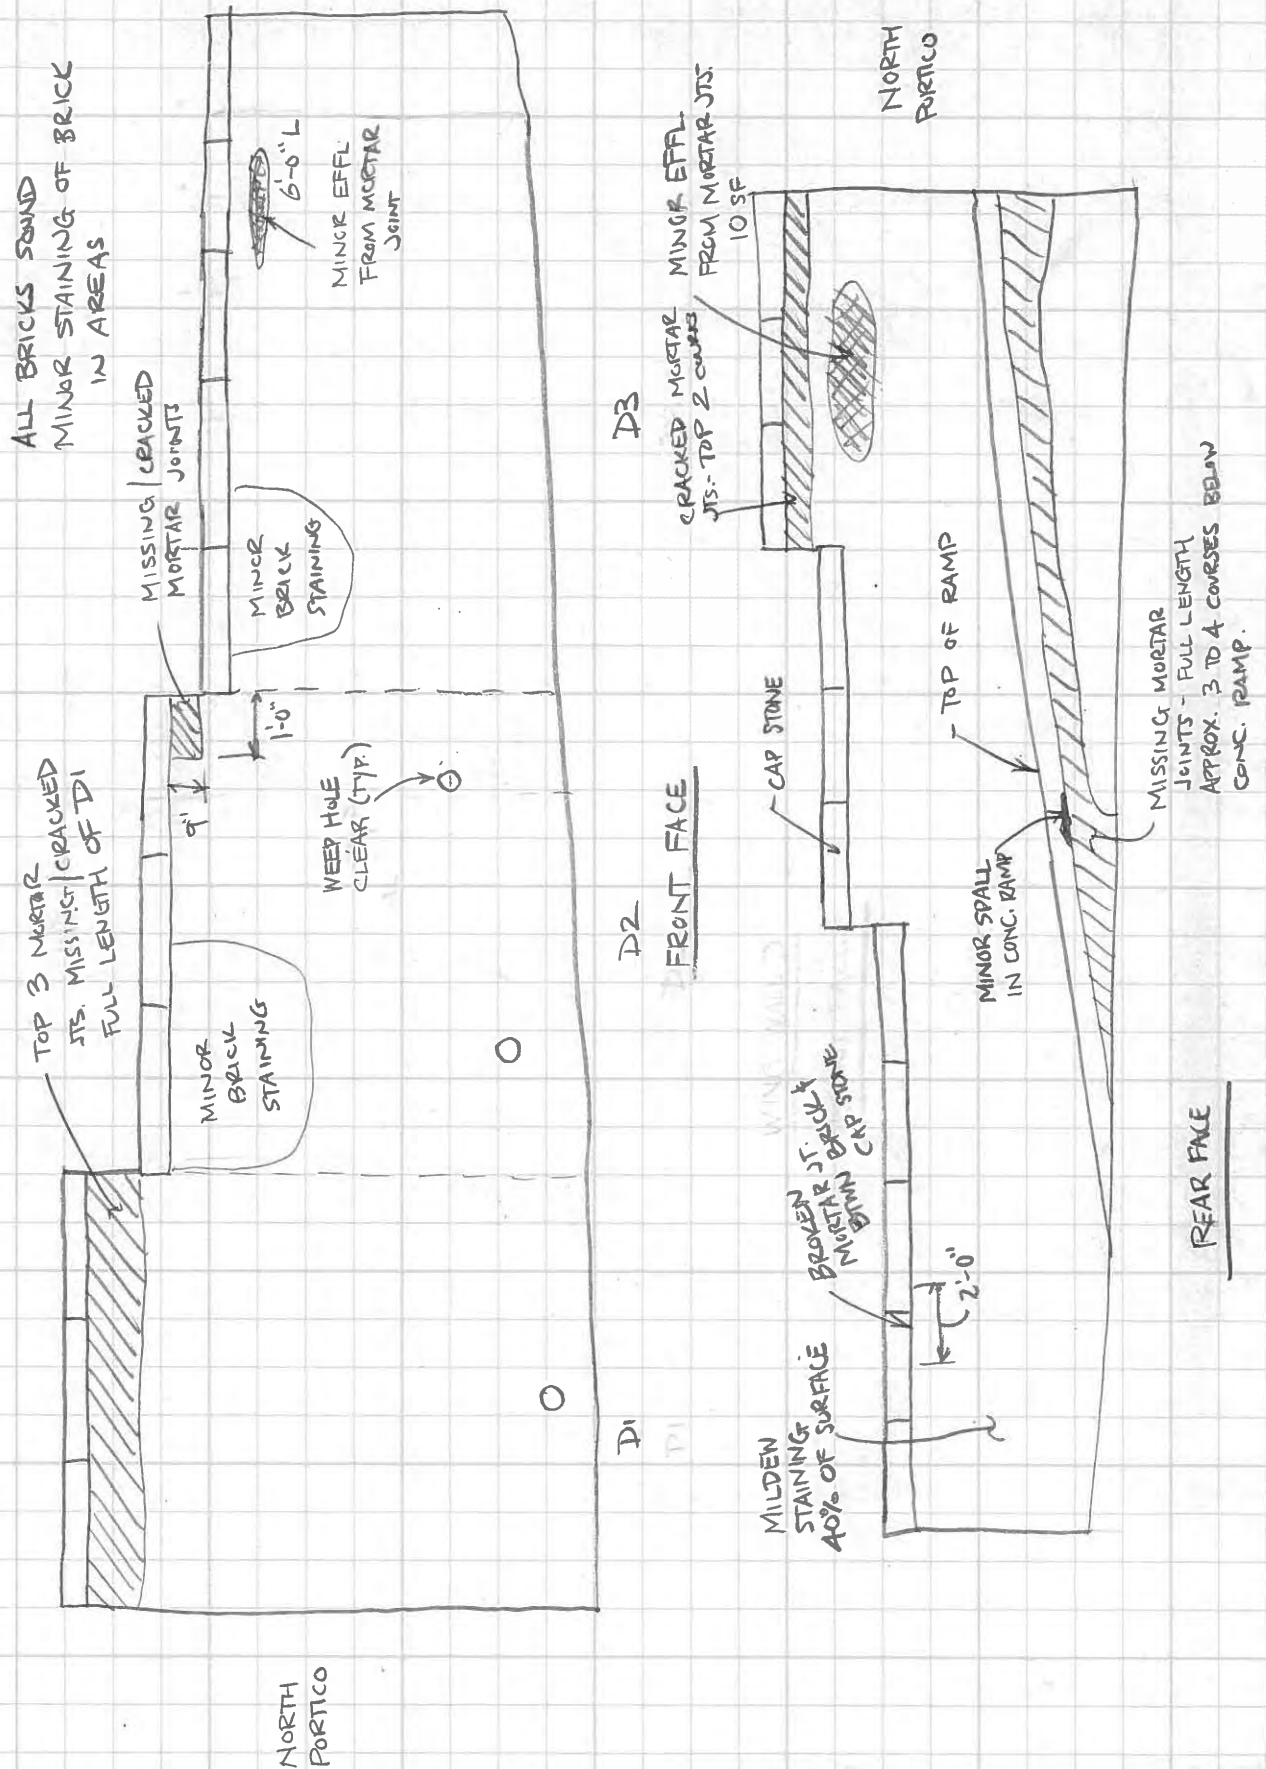 ALL BRICKS SOUND
MINOR STAINING OF BRICK
IN AREAS
TOP 3 MORTAR
JTS. MISSING/CRACKED
FULL LENGTH OF D1
MISSING/CRACKED
MORTAR JOINTS
9"
1'-0"
6'-0" L
MINOR EFFL
FROM MORTAR
JOINT
MINOR
BRICK
STAINING
MINOR
BRICK
STAINING
WEEP HOLE
CLEAR (TYP.)
NORTH
PORTICO
D1
D2
D3
FRONT FACE
MILDEW
STAINING
40% OF SURFACE
BROKEN
MORTAR JT.
BTWN BRICK &
CAP STONE
2'-0"
CAP STONE
CRACKED MORTAR
JTS.- TOP 2 COURSES
MINOR EFFL.
FROM MORTAR JTS.
10 SF
NORTH
PORTICO
TOP OF RAMP
MINOR SPALL
IN CONC. RAMP
MISSING MORTAR
JOINTS - FULL LENGTH
APPROX. 3 TO 4 COURSES BELOW
CONC. RAMP.
REAR FACE